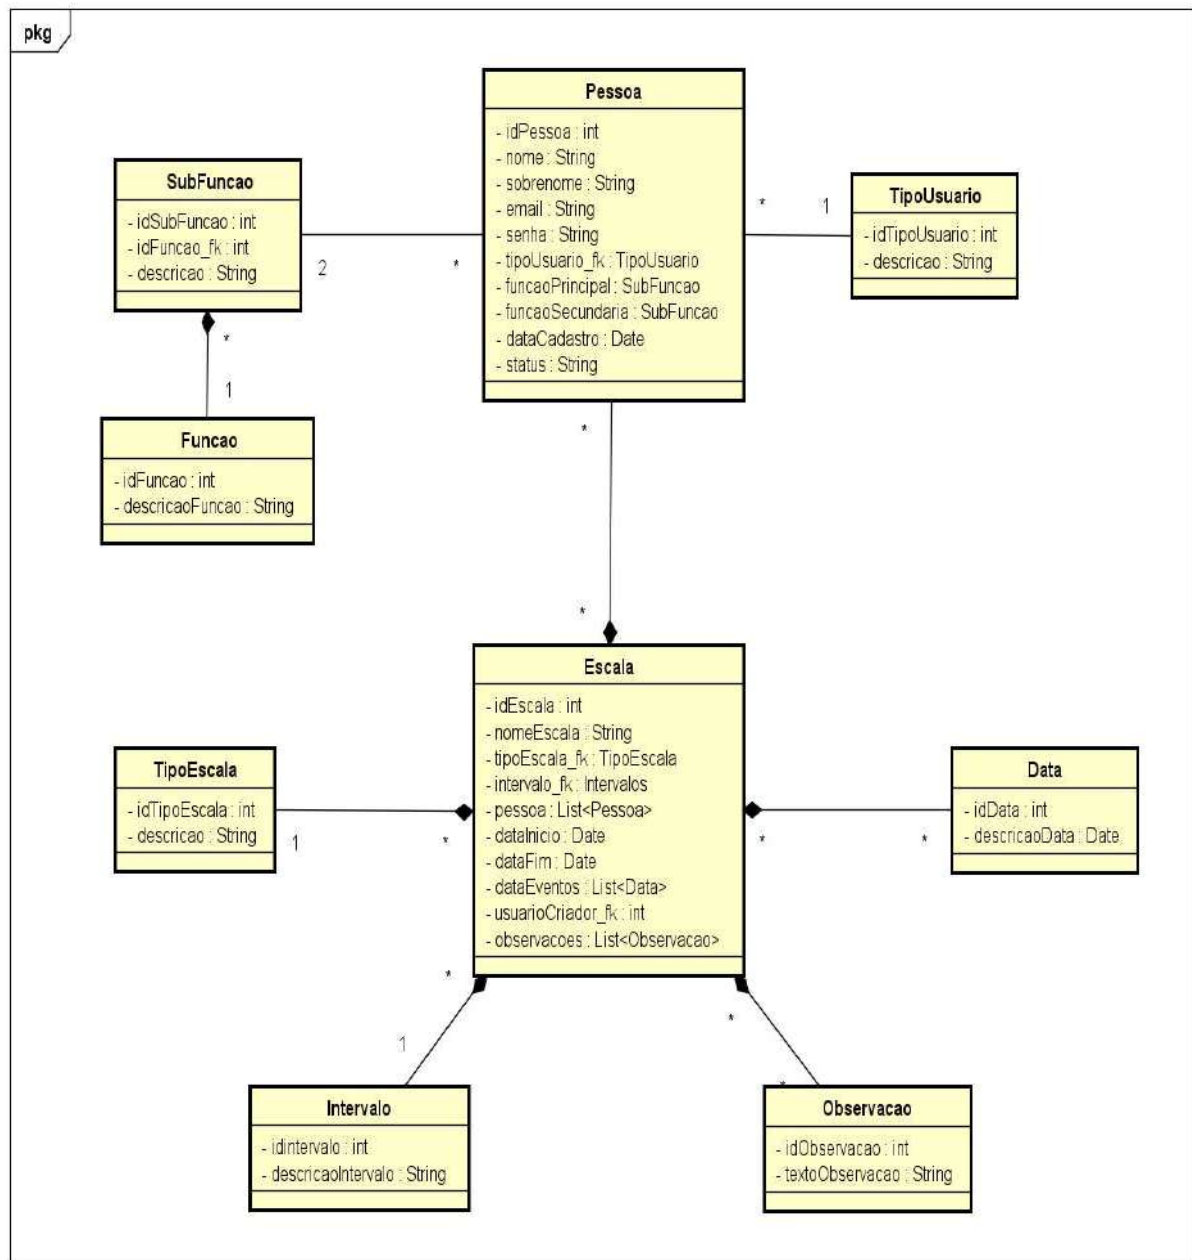 pkg
Pessoa
- idPessoa : int
- nome : String
- sobrenome : String
- email : String
- senha : String
- tipoUsuario_fk : TipoUsuario
- funcaoPrincipal : SubFuncao
- funcaoSecundaria : SubFuncao
- dataCadastro : Date
- status : String
SubFuncao
- idSubFuncao : int
- idFuncao_fk : int
- descricao : String
2
*
*
1
TipoUsuario
- idTipoUsuario : int
- descricao : String
*
1
Funcao
- idFuncao : int
- descricaoFuncao : String
*
*
Escala
- idEscala : int
- nomeEscala : String
- tipoEscala_fk : TipoEscala
- intervalo_fk : Intervalos
- pessoa : List<Pessoa>
- dataInicio : Date
- dataFim : Date
- dataEventos : List<Data>
- usuarioCriador_fk : int
- observacoes : List<Observacao>
TipoEscala
- idTipoEscala : int
- descricao : String
1
*
Data
- idData : int
- descricaoData : Date
*
*
*
1
*
*
Intervalo
- idintervalo : int
- descricaoIntervalo : String
Observacao
- idObservacao : int
- textoObservacao : String